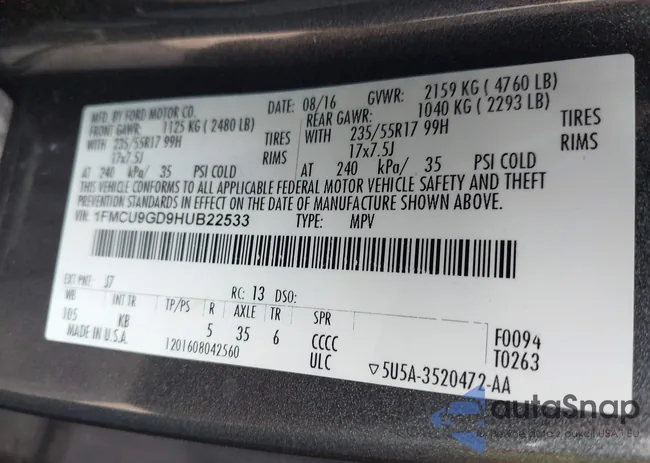 MFD. BY FORD MOTOR CO.
DATE: 08/16 GVWR: 2159 KG ( 4760 LB)
FRONT GAWR: 1125 KG ( 2480 LB) REAR GAWR: 1040 KG ( 2293 LB)
WITH 235/55R17 99H TIRES WITH 235/55R17 99H TIRES
17x7.5J RIMS 17x7.5J RIMS
AT 240 kPa/ 35 PSI COLD AT 240 kPa/ 35 PSI COLD
THIS VEHICLE CONFORMS TO ALL APPLICABLE FEDERAL MOTOR VEHICLE SAFETY AND THEFT
PREVENTION STANDARDS IN EFFECT ON THE DATE OF MANUFACTURE SHOWN ABOVE.
VIN: 1FMCU9GD9HUB22533 TYPE: MPV
EXT PNT: J7 RC: 13 DSO:
WB INT TR TP/PS R AXLE TR SPR
105 KB 5 35 6 CCCC F0094
MADE IN U.S.A. 1201608042560 ULC T0263
▽5U5A-3520472-AA
autoSnap